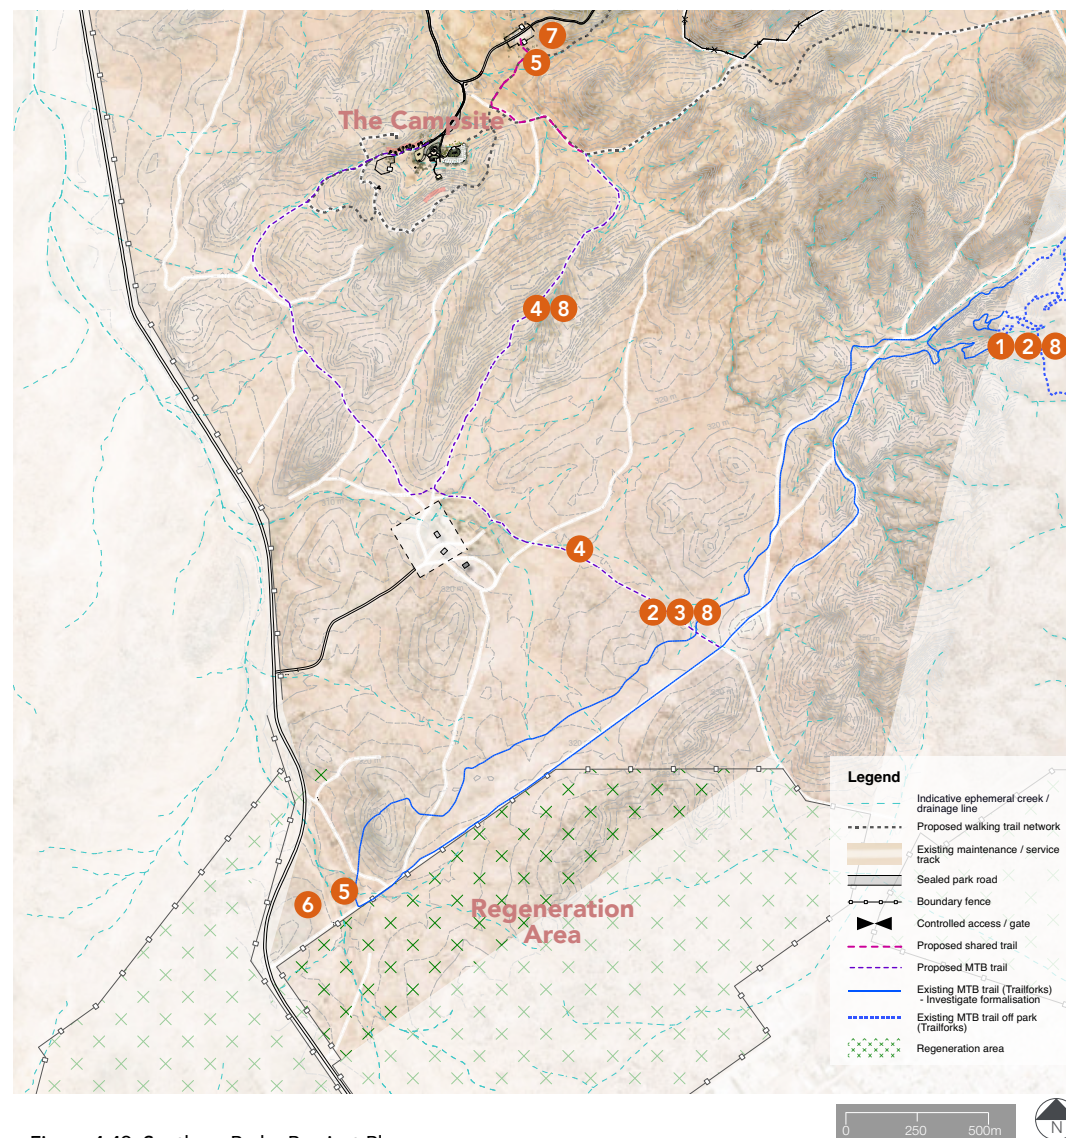 7
5
The Campsite
4 8
1 2 8
4
2 3 8
5
6
Regeneration
Area
Legend
Indicative ephemeral creek /
drainage line
Proposed walking trail network
Existing maintenance / service
track
Sealed park road
Boundary fence
Controlled access / gate
Proposed shared trail
Proposed MTB trail
Existing MTB trail (Trailforks)
- Investigate formalisation
Existing MTB trail off park
(Trailforks)
Regeneration area
0 250 500m
N